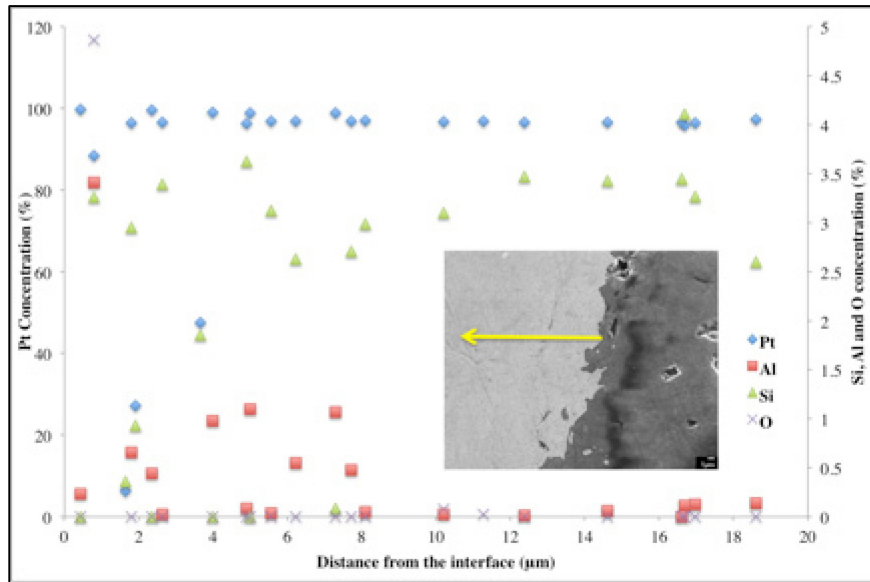 120
100
80
60
40
20
0
Pt Concentration (%)
0 2 4 6 8 10 12 14 16 18 20
Distance from the interface (µm)
5
4.5
4
3.5
3
2.5
2
1.5
1
0.5
0
Si, Al and O concentration (%)
Pt
Al
Si
O